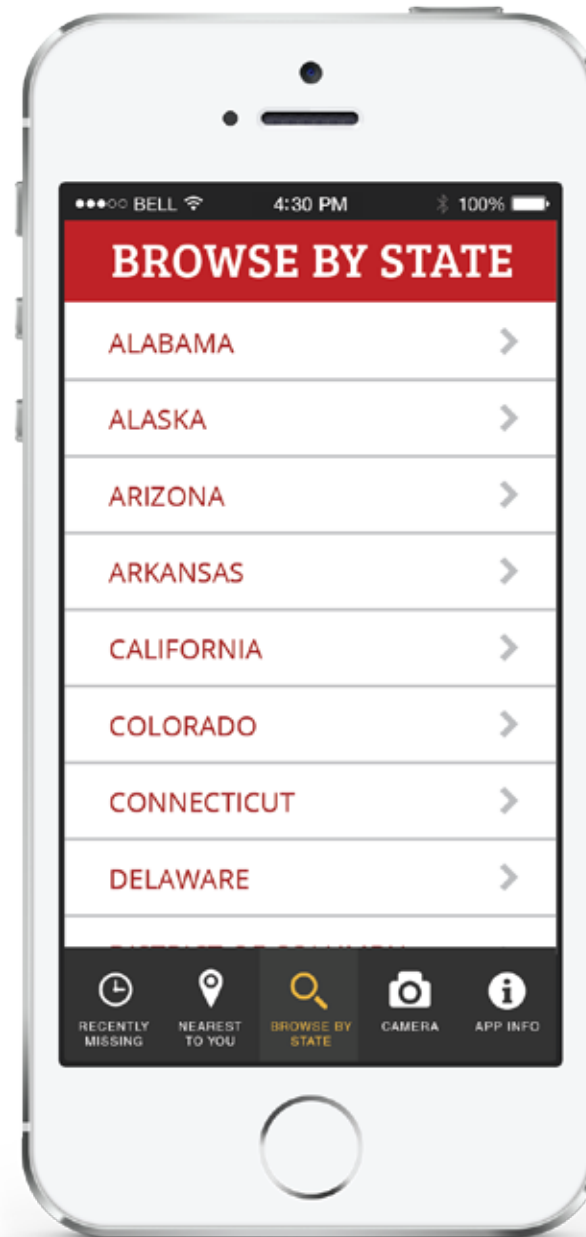 BELL 4:30 PM 100%
BROWSE BY STATE
ALABAMA
ALASKA
ARIZONA
ARKANSAS
CALIFORNIA
COLORADO
CONNECTICUT
DELAWARE
RECENTLY
MISSING
NEAREST
TO YOU
BROWSE BY
STATE
CAMERA
APP INFO